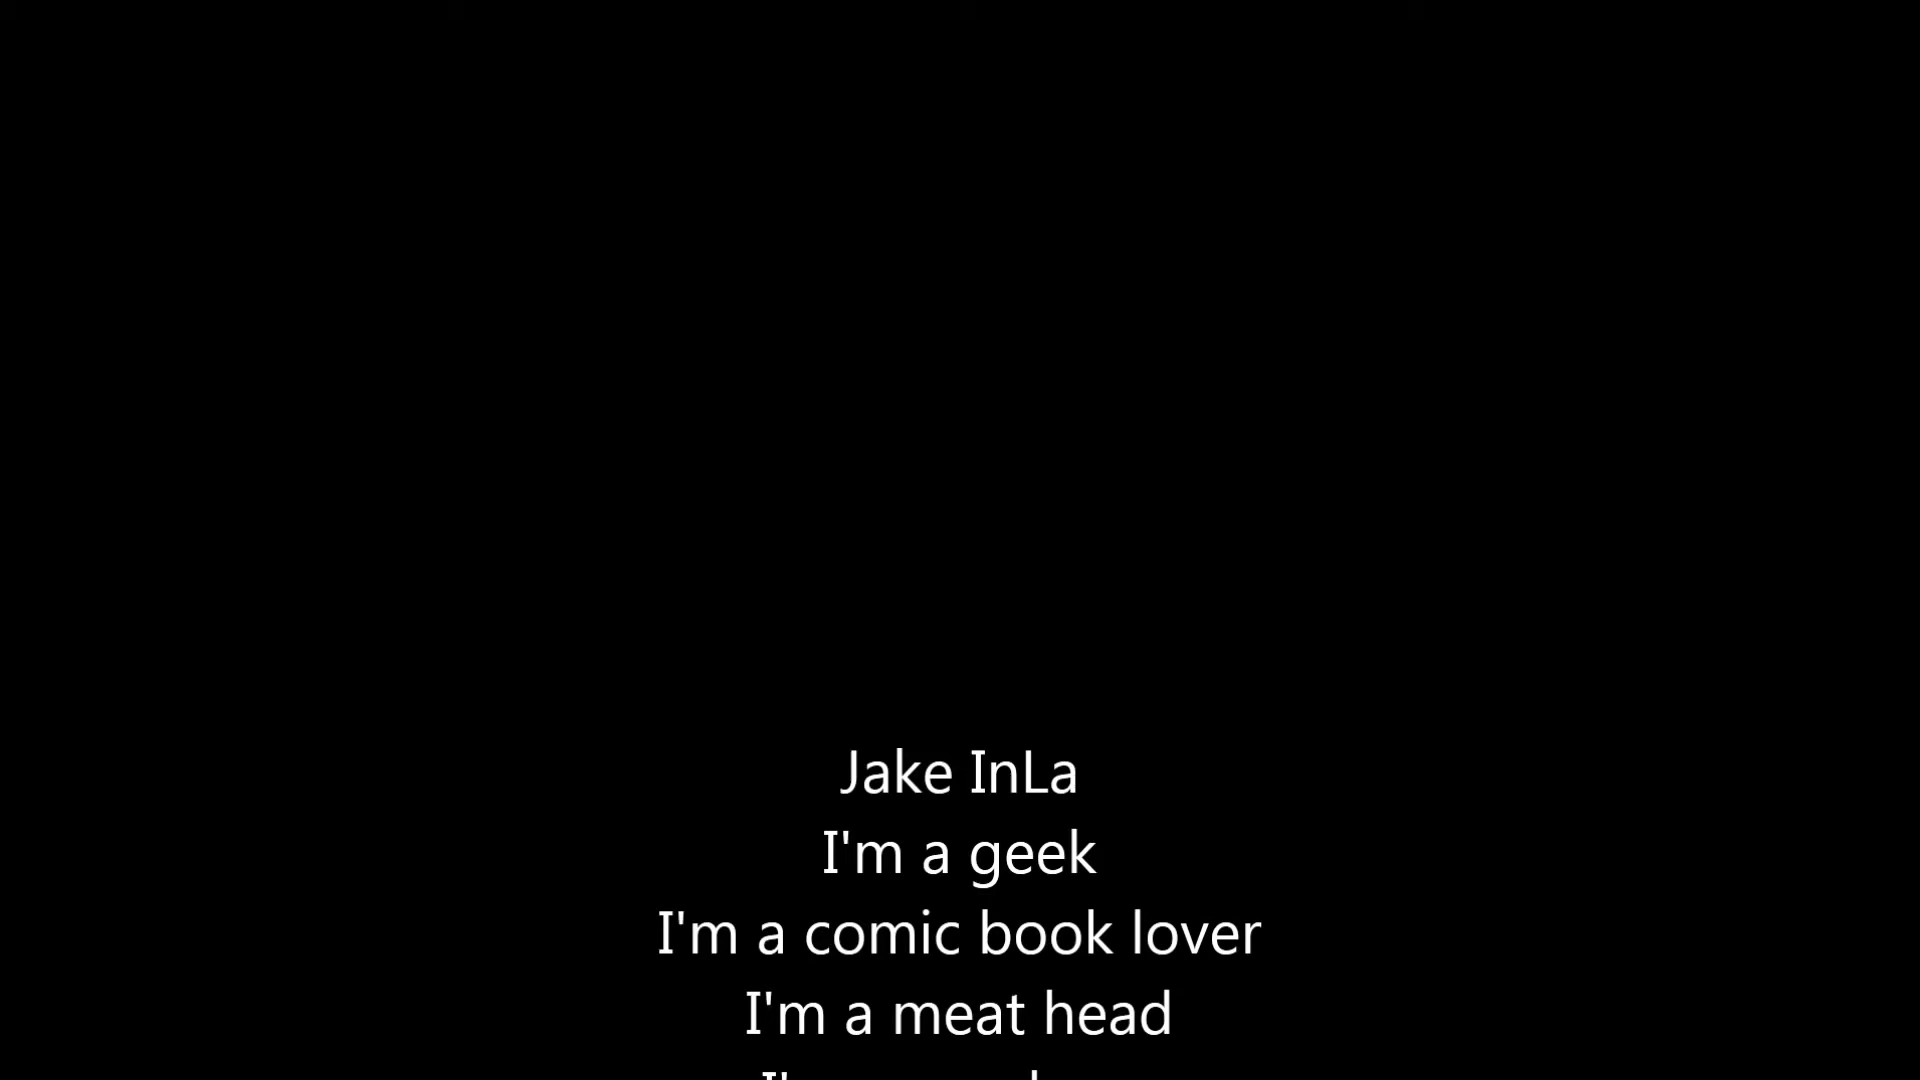 Jake InLa
I'm a geek
I'm a comic book lover
I'm a meat head